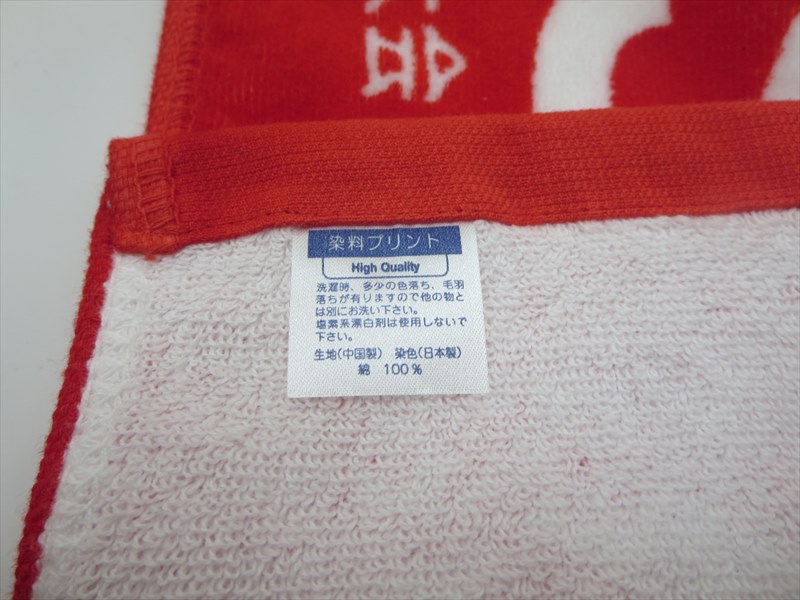 染料プリント
High Quality
洗濯時、多少の色落ち、毛羽
落ちが有りますので他の物と
は別にお洗い下さい。
塩素系漂白剤は使用しないで
下さい。
生地(中国製) 染色(日本製)
綿 100%